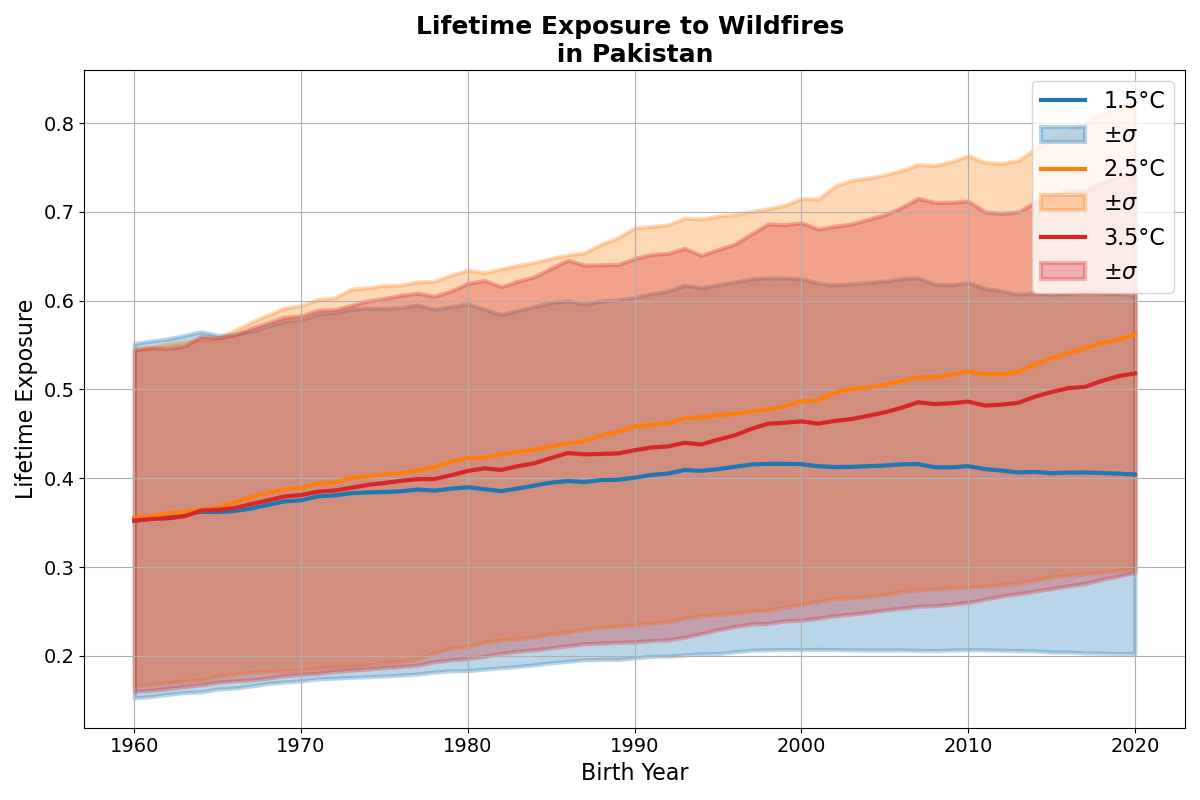 Lifetime Exposure to Wildfires
in Pakistan
1.5°C
±σ
2.5°C
±σ
3.5°C
±σ
Lifetime Exposure
0.8
0.7
0.6
0.5
0.4
0.3
0.2
1960
1970
1980
1990
2000
2010
2020
Birth Year